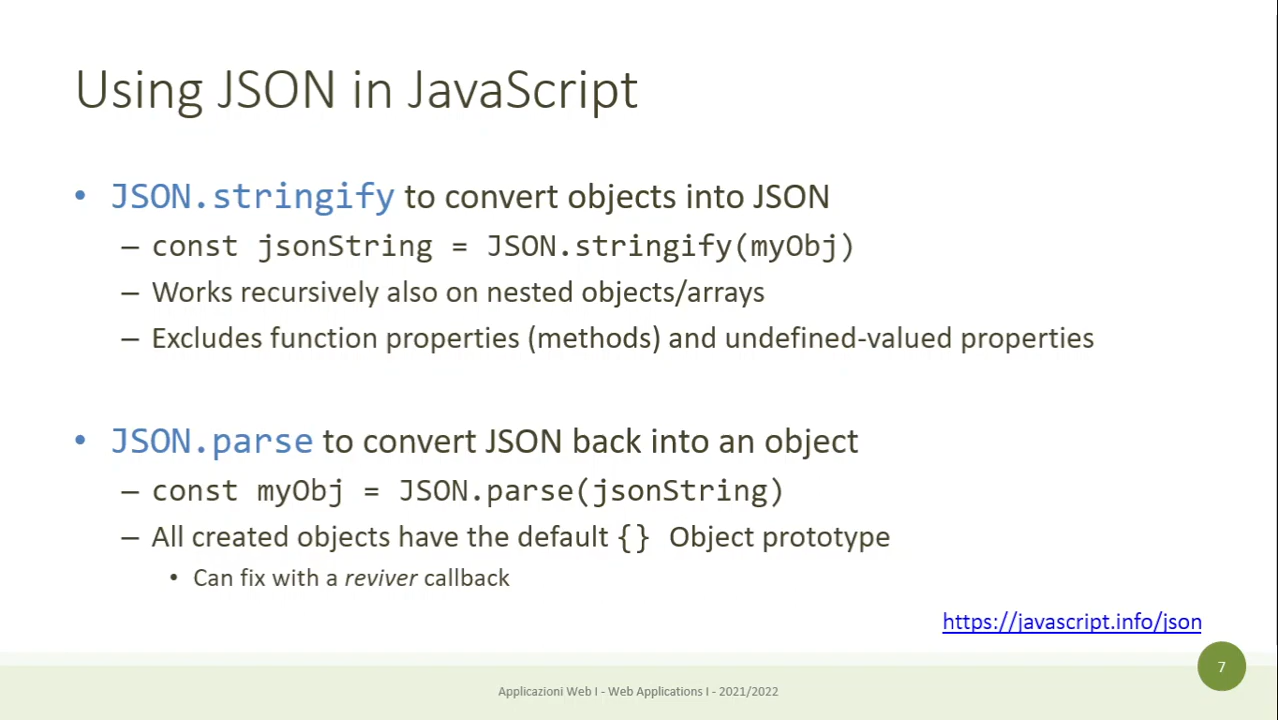 Using JSON in JavaScript
• JSON.stringify to convert objects into JSON
– const jsonString = JSON.stringify(myObj)
– Works recursively also on nested objects/arrays
– Excludes function properties (methods) and undefined-valued properties
• JSON.parse to convert JSON back into an object
– const myObj = JSON.parse(jsonString)
– All created objects have the default {} Object prototype
• Can fix with a reviver callback
https://javascript.info/json
7
Applicazioni Web I - Web Applications I - 2021/2022